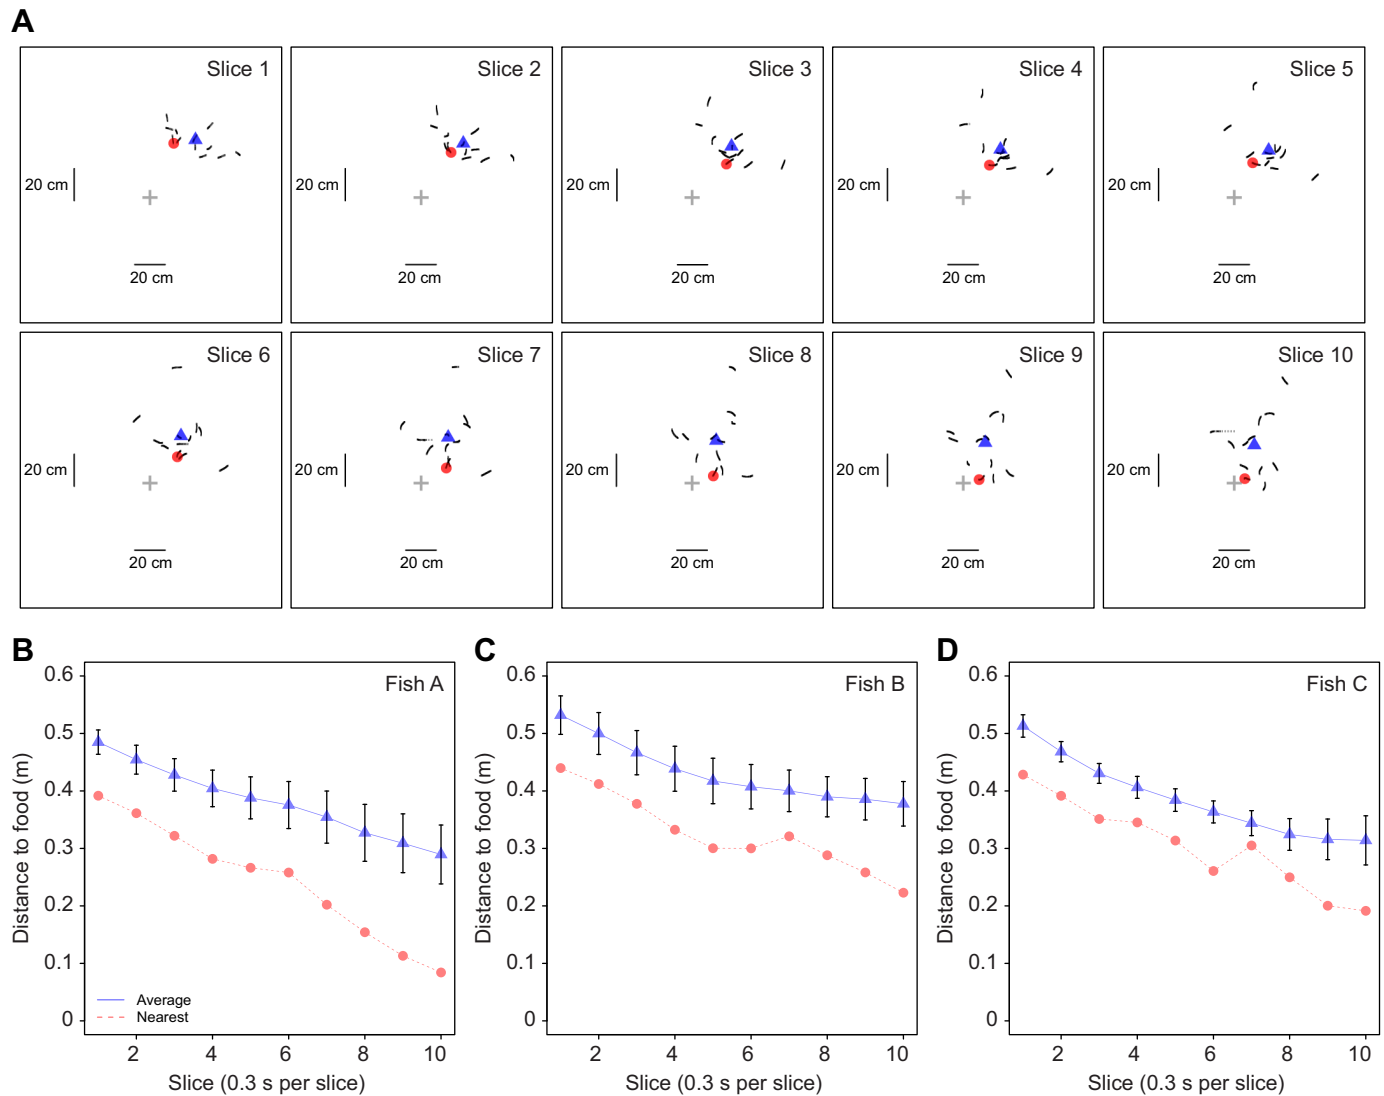 A
Slice 1
Slice 2
Slice 3
Slice 4
Slice 5
20 cm
20 cm
20 cm
20 cm
20 cm
20 cm
20 cm
20 cm
20 cm
20 cm
Slice 6
Slice 7
Slice 8
Slice 9
Slice 10
20 cm
20 cm
20 cm
20 cm
20 cm
20 cm
20 cm
20 cm
20 cm
20 cm
B
Fish A
Distance to food (m)
0.6
0.5
0.4
0.3
0.2
0.1
0
Average
Nearest
2 4 6 8 10
Slice (0.3 s per slice)
C
Fish B
Distance to food (m)
0.6
0.5
0.4
0.3
0.2
0.1
0
2 4 6 8 10
Slice (0.3 s per slice)
D
Fish C
Distance to food (m)
0.6
0.5
0.4
0.3
0.2
0.1
0
2 4 6 8 10
Slice (0.3 s per slice)